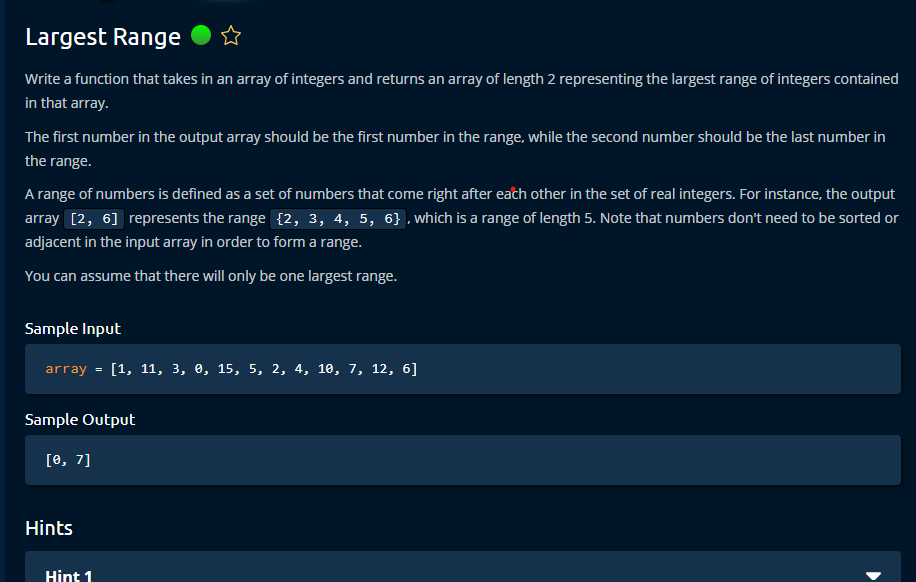 Largest Range
Write a function that takes in an array of integers and returns an array of length 2 representing the largest range of integers contained
in that array.
The first number in the output array should be the first number in the range, while the second number should be the last number in
the range.
A range of numbers is defined as a set of numbers that come right after each other in the set of real integers. For instance, the output
array [2, 6] represents the range {2, 3, 4, 5, 6}, which is a range of length 5. Note that numbers don't need to be sorted or
adjacent in the input array in order to form a range.
You can assume that there will only be one largest range.
Sample Input
array = [1, 11, 3, 0, 15, 5, 2, 4, 10, 7, 12, 6]
Sample Output
[0, 7]
Hints
Hint 1